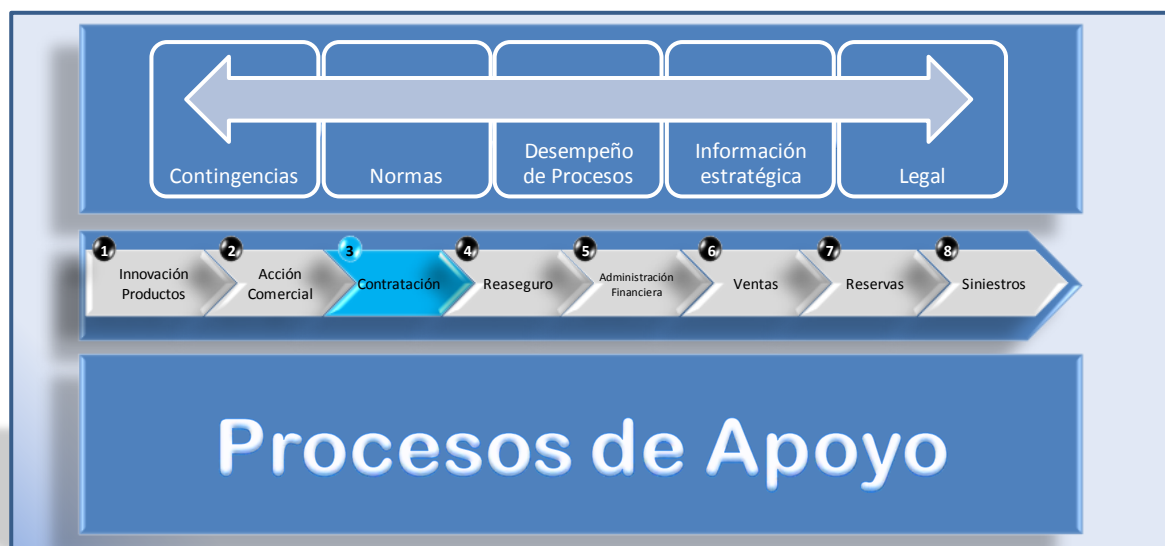 Contingencias
Normas
Desempeño
de Procesos
Información
estratégica
Legal
1
Innovación
Productos
2
Acción
Comercial
3
Contratación
4
Reaseguro
5
Administración
Financiera
6
Ventas
7
Reservas
8
Siniestros
Procesos de Apoyo